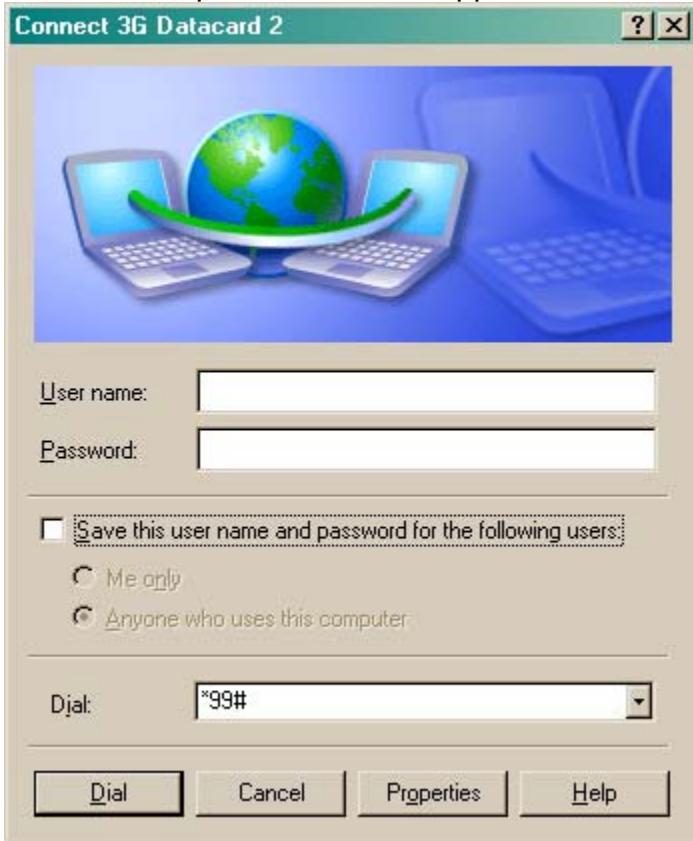 Connect 3G Datacard 2
User name:
Password:
Save this user name and password for the following users:
Me only
Anyone who uses this computer
Dial: *99#
Dial Cancel Properties Help